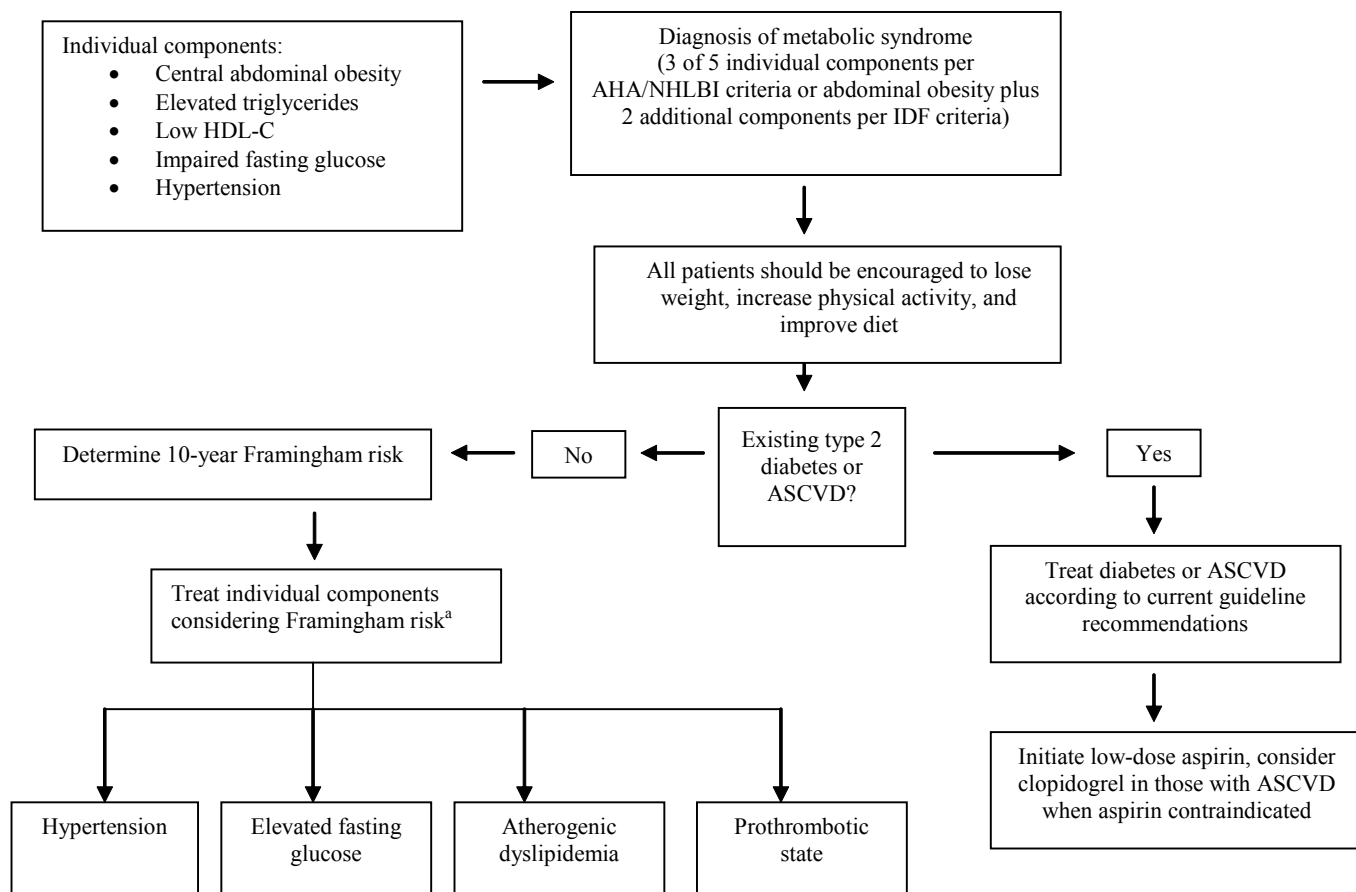 Individual components:
• Central abdominal obesity
• Elevated triglycerides
• Low HDL-C
• Impaired fasting glucose
• Hypertension
Diagnosis of metabolic syndrome
(3 of 5 individual components per
AHA/NHLBI criteria or abdominal obesity plus
2 additional components per IDF criteria)
All patients should be encouraged to lose
weight, increase physical activity, and
improve diet
Existing type 2
diabetes or
ASCVD?
No
Determine 10-year Framingham risk
Treat individual components
considering Framingham riskᵃ
Hypertension
Elevated fasting
glucose
Atherogenic
dyslipidemia
Prothrombotic
state
Yes
Treat diabetes or ASCVD
according to current guideline
recommendations
Initiate low-dose aspirin, consider
clopidogrel in those with ASCVD
when aspirin contraindicated